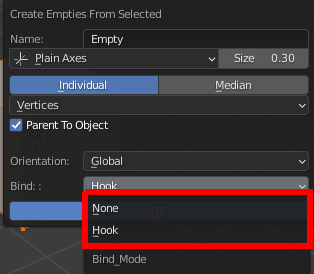 Create Empties From Selected
Name: Empty
Plain Axes Size 0.30
Individual Median
Vertices
Parent To Object
Orientation: Global
Bind: : Hook
None
Hook
Bind_Mode